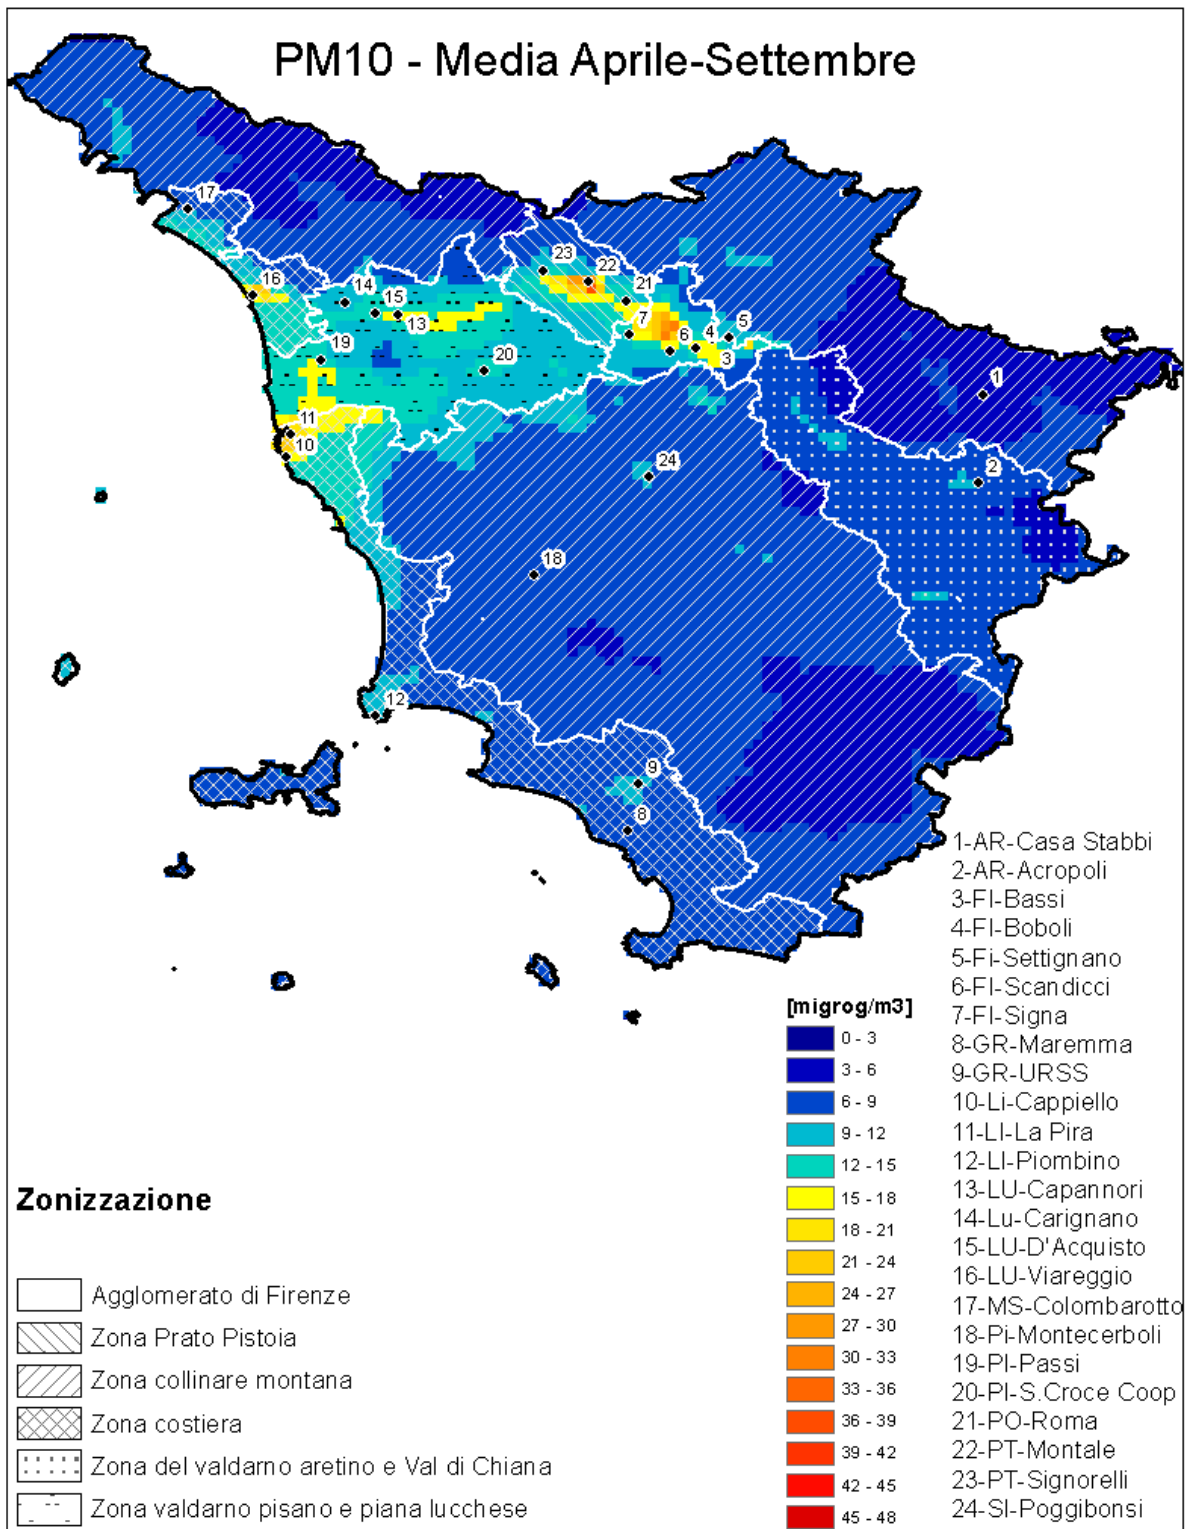 PM10 - Media Aprile-Settembre
17
16
14
15
13
19
20
11
10
23
22
21
7
6
4
5
3
1
2
24
18
12
9
8
1-AR-Casa Stabbi
2-AR-Acropoli
3-FI-Bassi
4-FI-Boboli
5-Fi-Settignano
6-FI-Scandicci
7-FI-Signa
8-GR-Maremma
9-GR-URSS
10-Li-Cappiello
11-LI-La Pira
12-LI-Piombino
13-LU-Capannori
14-Lu-Carignano
15-LU-D'Acquisto
16-LU-Viareggio
17-MS-Colombarotto
18-Pi-Montecerboli
19-PI-Passi
20-PI-S.Croce Coop
21-PO-Roma
22-PT-Montale
23-PT-Signorelli
24-SI-Poggibonsi
[migrog/m3]
0 - 3
3 - 6
6 - 9
9 - 12
12 - 15
15 - 18
18 - 21
21 - 24
24 - 27
27 - 30
30 - 33
33 - 36
36 - 39
39 - 42
42 - 45
45 - 48
Zonizzazione
Agglomerato di Firenze
Zona Prato Pistoia
Zona collinare montana
Zona costiera
Zona del valdarno aretino e Val di Chiana
Zona valdarno pisano e piana lucchese